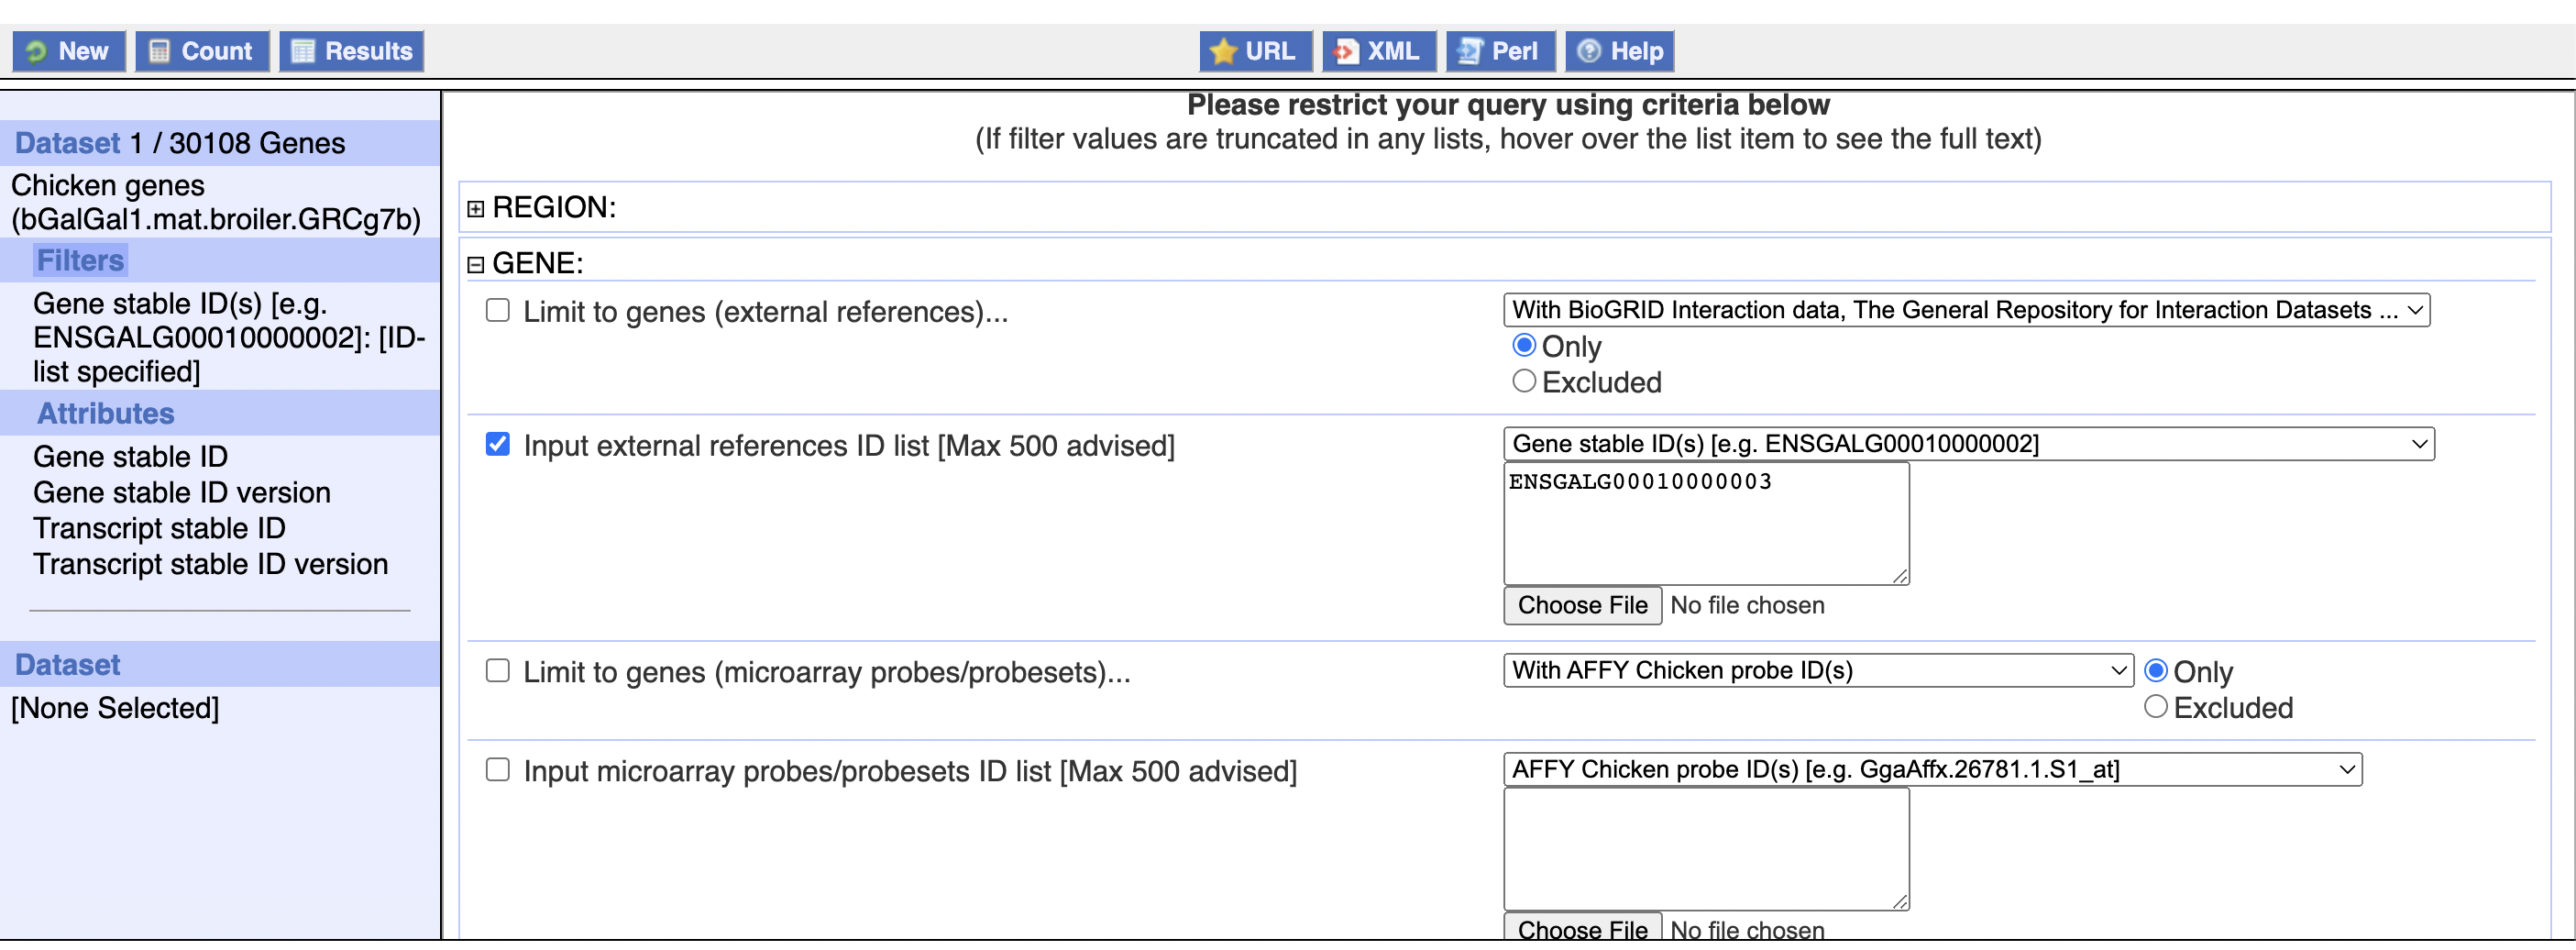 New Count Results URL XML Perl Help
Dataset 1 / 30108 Genes
Chicken genes
(bGalGal1.mat.broiler.GRCg7b)
Filters
Gene stable ID(s) [e.g.
ENSGALG00010000002]: [ID-
list specified]
Attributes
Gene stable ID
Gene stable ID version
Transcript stable ID
Transcript stable ID version
Dataset
[None Selected]
Please restrict your query using criteria below
(If filter values are truncated in any lists, hover over the list item to see the full text)
REGION:
GENE:
Limit to genes (external references)...
With BioGRID Interaction data, The General Repository for Interaction Datasets ...
Only
Excluded
Input external references ID list [Max 500 advised]
Gene stable ID(s) [e.g. ENSGALG00010000002]
ENSGALG00010000003
Choose File No file chosen
Limit to genes (microarray probes/probesets)...
With AFFY Chicken probe ID(s)
Only
Excluded
Input microarray probes/probesets ID list [Max 500 advised]
AFFY Chicken probe ID(s) [e.g. GgaAffx.26781.1.S1_at]
Choose File No file chosen